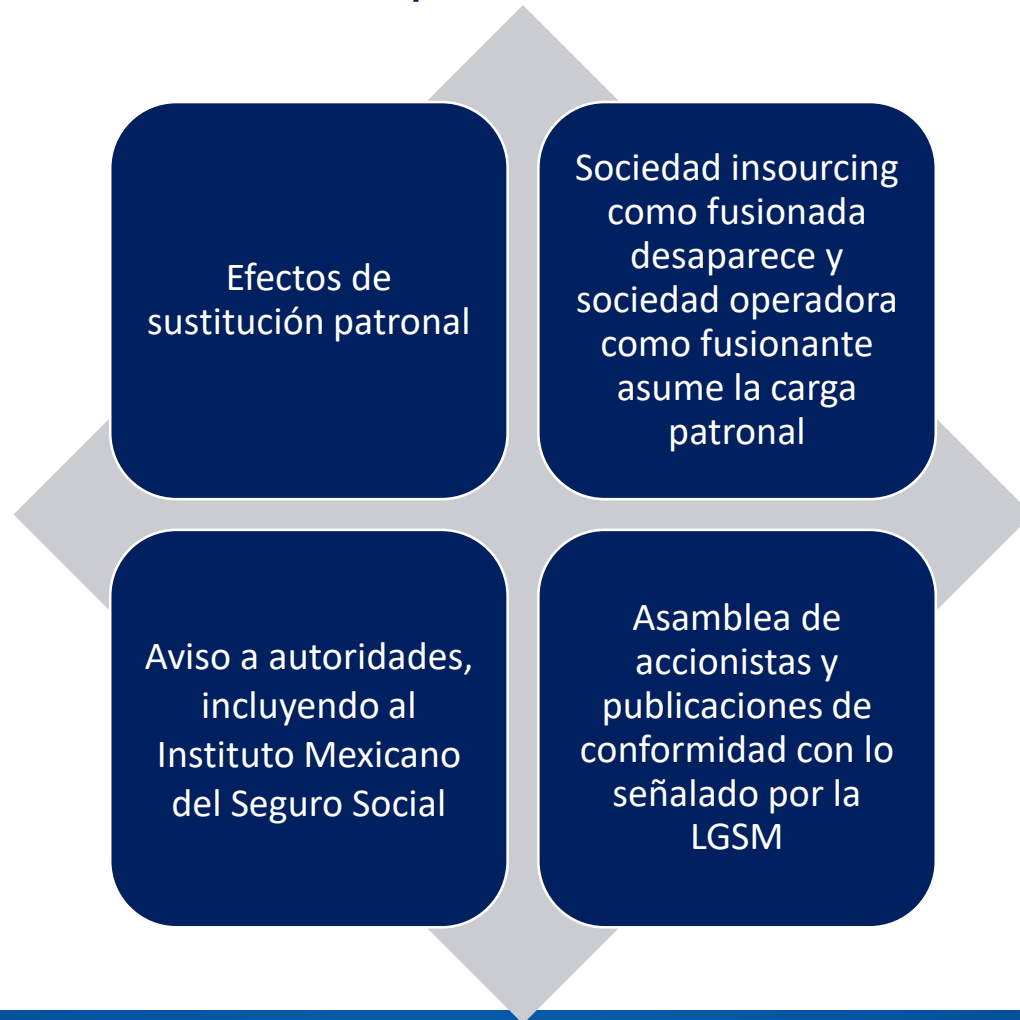 Efectos de
sustitución patronal
Sociedad insourcing
como fusionada
desaparece y
sociedad operadora
como fusionante
asume la carga
patronal
Aviso a autoridades,
incluyendo al
Instituto Mexicano
del Seguro Social
Asamblea de
accionistas y
publicaciones de
conformidad con lo
señalado por la
LGSM